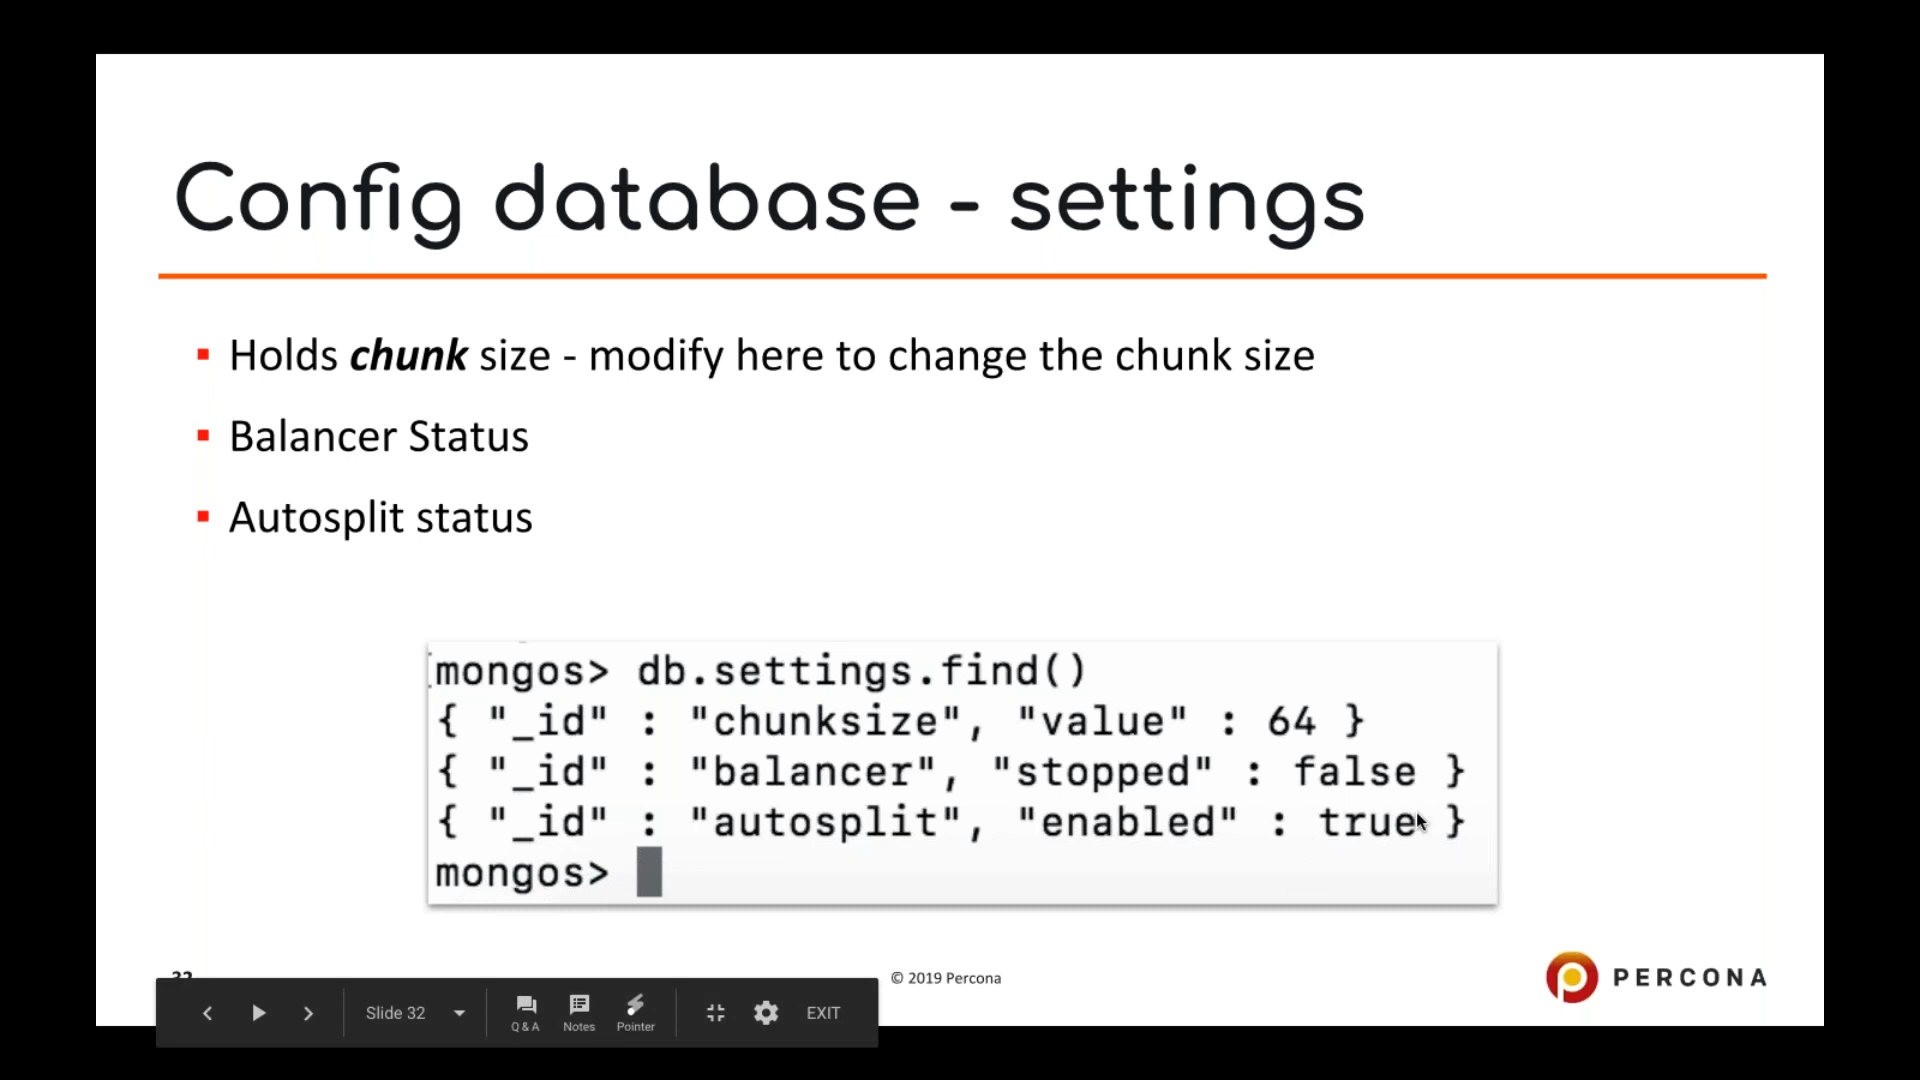 Config database - settings
Holds chunk size - modify here to change the chunk size
Balancer Status
Autosplit status
mongos> db.settings.find()
{ "_id" : "chunksize", "value" : 64 }
{ "_id" : "balancer", "stopped" : false }
{ "_id" : "autosplit", "enabled" : true }
mongos>
32
© 2019 Percona
PERCONA
Slide 32
Q & A
Notes
Pointer
EXIT